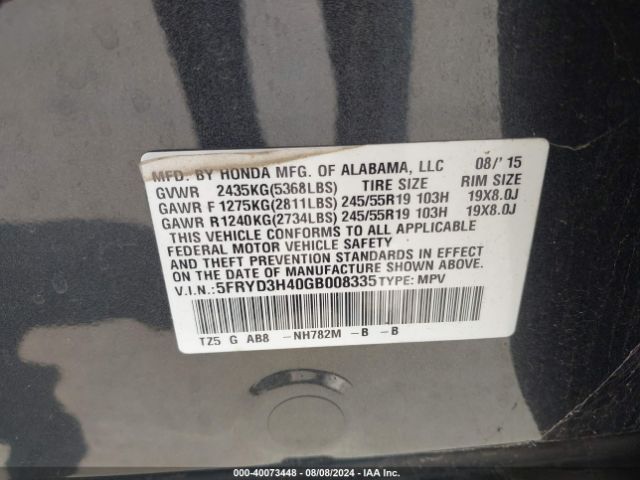 MFD. BY HONDA MFG. OF ALABAMA, LLC 08/'15
GVWR 2435KG(5368LBS) TIRE SIZE RIM SIZE
GAWR F 1275KG(2811LBS) 245/55R19 103H 19X8.0J
GAWR R1240KG(2734LBS) 245/55R19 103H 19X8.0J
THIS VEHICLE CONFORMS TO ALL APPLICABLE
FEDERAL MOTOR VEHICLE SAFETY
AND THEFT PREVENTION STANDARDS IN EFFECT
ON THE DATE OF MANUFACTURE SHOWN ABOVE.
V.I.N.:5FRYD3H40GB008335 TYPE: MPV
TZ5 G AB8 -NH782M -B -B
000-40073448 - 08/08/2024 - IAA Inc.